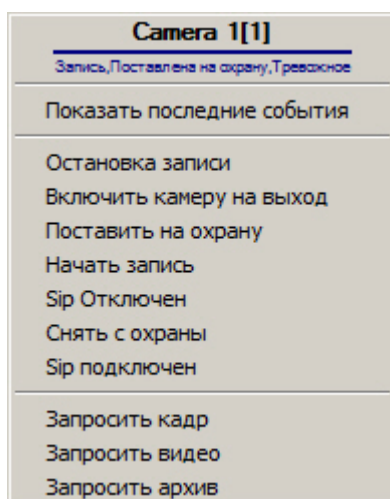 Camera 1[1]
Запись,Поставлена на охрану,Тревожное
Показать последние события
Остановка записи
Включить камеру на выход
Поставить на охрану
Начать запись
Sip Отключен
Снять с охраны
Sip подключен
Запросить кадр
Запросить видео
Запросить архив